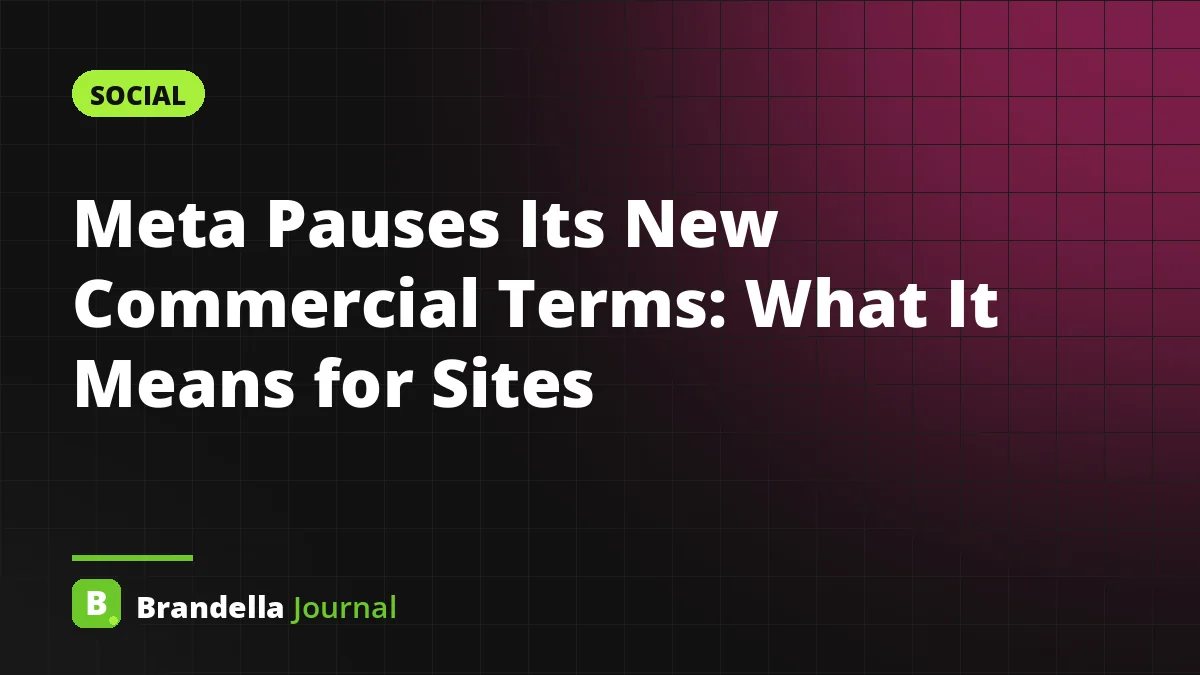 SOCIAL
Meta Pauses Its New
Commercial Terms: What It
Means for Sites
B
Brandella Journal